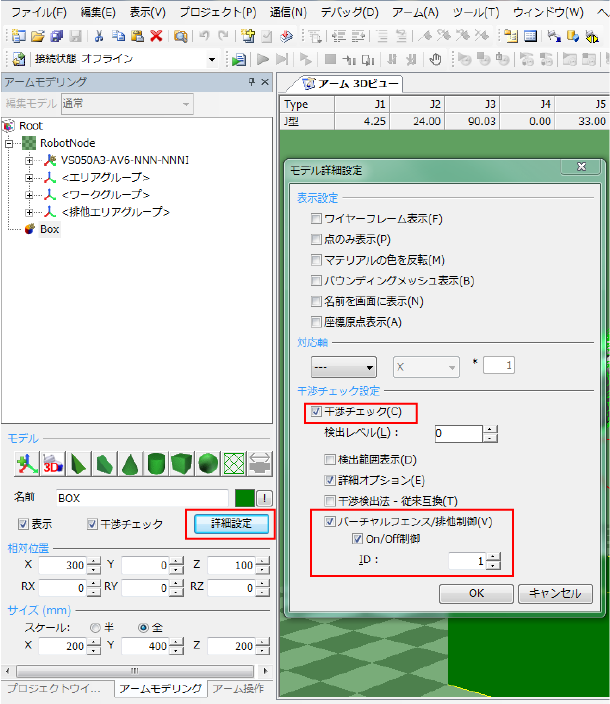 ファイル(F) 編集(E) 表示(V) プロジェクト(P) 通信(N) デバッグ(D) アーム(A) ツール(T) ウィンドウ(W) ヘ
接続状態 オフライン
アームモデリング
編集モデル 通常
Root
RobotNode
VS050A3-AV6-NNN-NNNI
<エリアグループ>
<ワークグループ>
<排他エリアグループ>
Box
アーム 3Dビュー
Type J1 J2 J3 J4 J5
J型 4.25 24.00 90.03 0.00 33.00
モデル詳細設定
表示設定
ワイヤーフレーム表示(F)
点のみ表示(P)
マテリアルの色を反転(M)
バウンディングメッシュ表示(B)
名前を画面に表示(N)
座標原点表示(A)
対応軸
--- X * 1
干渉チェック設定
干渉チェック(C)
検出レベル(L)： 0
検出範囲表示(D)
詳細オプション(E)
干渉検出法 - 従来互換(T)
バーチャルフェンス/排他制御(V)
On/Off制御
ID： 1
OK キャンセル
モデル
3D
名前 BOX !
表示 干渉チェック 詳細設定
相対位置
X 300 Y 0 Z 100
RX 0 RY 0 RZ 0
サイズ (mm)
スケール: 半 全
X 200 Y 400 Z 200
プロジェクトウイ... アームモデリング アーム操作